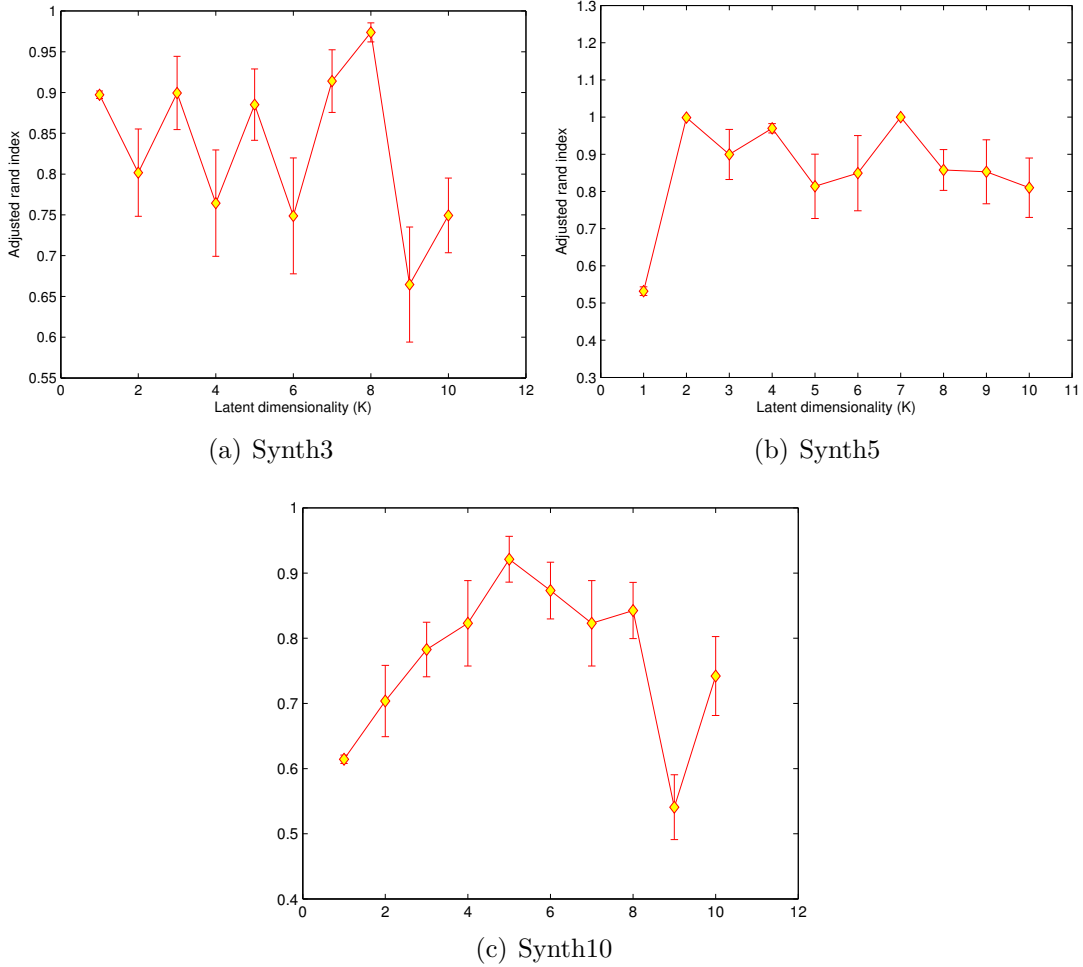 1
0.95
0.9
0.85
0.8
0.75
0.7
0.65
0.6
0.55
Adjusted rand index
0 2 4 6 8 10 12
Latent dimensionality (K)
(a) Synth3
1.3
1.2
1.1
1
0.9
0.8
0.7
0.6
0.5
0.4
0.3
Adjusted rand index
0 1 2 3 4 5 6 7 8 9 10 11
Latent dimensionality (K)
(b) Synth5
1
0.9
0.8
0.7
0.6
0.5
0.4
0 2 4 6 8 10 12
(c) Synth10